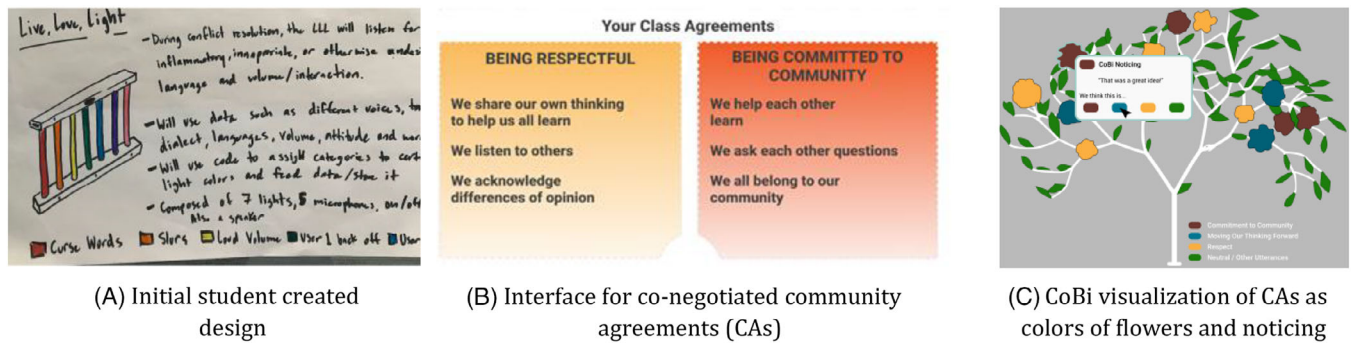 Live, Love, Light
- During conflict resolution, the LLL will listen for
inflammatory, innapropriate, or otherwise
language and volume/interaction.
- Will use data such as different voices,
dialect, languages, volume, attitude and
- Will use code to assign categories to
light colors and feed data/store it
- Composed of 7 lights, 5 microphones, on/off
Also a speaker
Curse Words
Slurs
Loud Volume
User 1 back off
User
(A) Initial student created
design
Your Class Agreements
BEING RESPECTFUL
We share our own thinking
to help us all learn
We listen to others
We acknowledge
differences of opinion
BEING COMMITTED TO
COMMUNITY
We help each other
learn
We ask each other questions
We all belong to our
community
(B) Interface for co-negotiated community
agreements (CAs)
CoBi Noticing
"That was a great idea!"
We think this is...
Commitment to Community
Moving Our Thinking Forward
Respect
Neutral / Other Utterances
(C) CoBi visualization of CAs as
colors of flowers and noticing